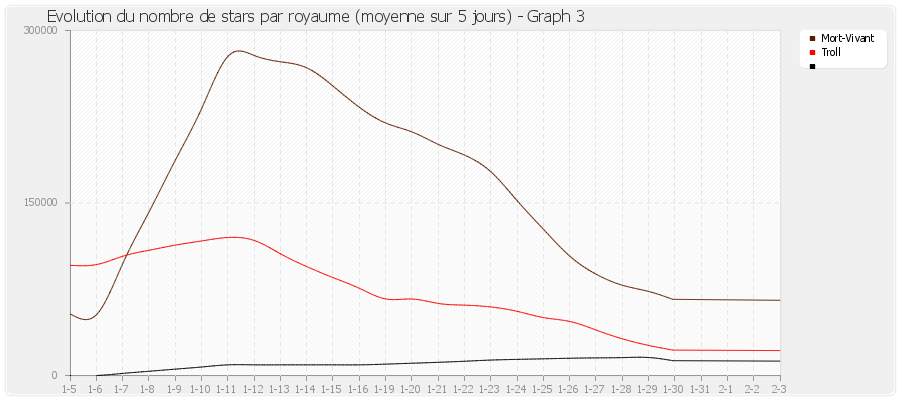 Evolution du nombre de stars par royaume (moyenne sur 5 jours) - Graph 3
300000
Mort-Vivant
Troll
150000
0
1-5 1-6 1-7 1-8 1-9 1-10 1-11 1-12 1-13 1-14 1-15 1-16 1-19 1-20 1-21 1-22 1-23 1-24 1-25 1-26 1-27 1-28 1-29 1-30 1-31 2-1 2-2 2-3